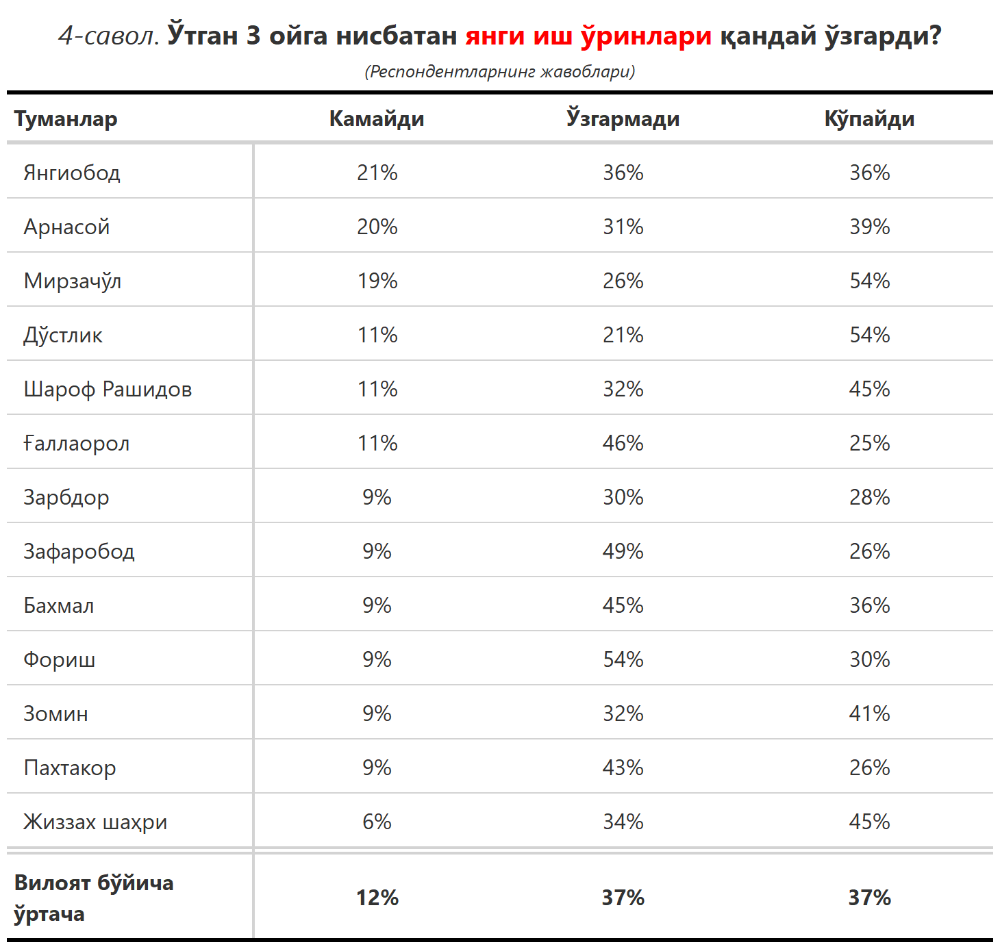 4-савол. Ўтган 3 ойга нисбатан янги иш ўринлари қандай ўзгарди?
(Респондентларнинг жавоблари)
Туманлар Камайди Ўзгармади Кўпайди
Янгиобод 21% 36% 36%
Арнасой 20% 31% 39%
Мирзачўл 19% 26% 54%
Дўстлик 11% 21% 54%
Шароф Рашидов 11% 32% 45%
Ғаллаорол 11% 46% 25%
Зарбдор 9% 30% 28%
Зафаробод 9% 49% 26%
Бахмал 9% 45% 36%
Фориш 9% 54% 30%
Зомин 9% 32% 41%
Пахтакор 9% 43% 26%
Жиззах шаҳри 6% 34% 45%
Вилоят бўйича
ўртача 12% 37% 37%